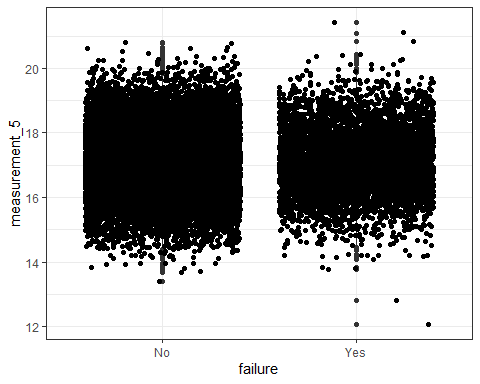 20
18
16
14
12
measurement_5
No
Yes
failure